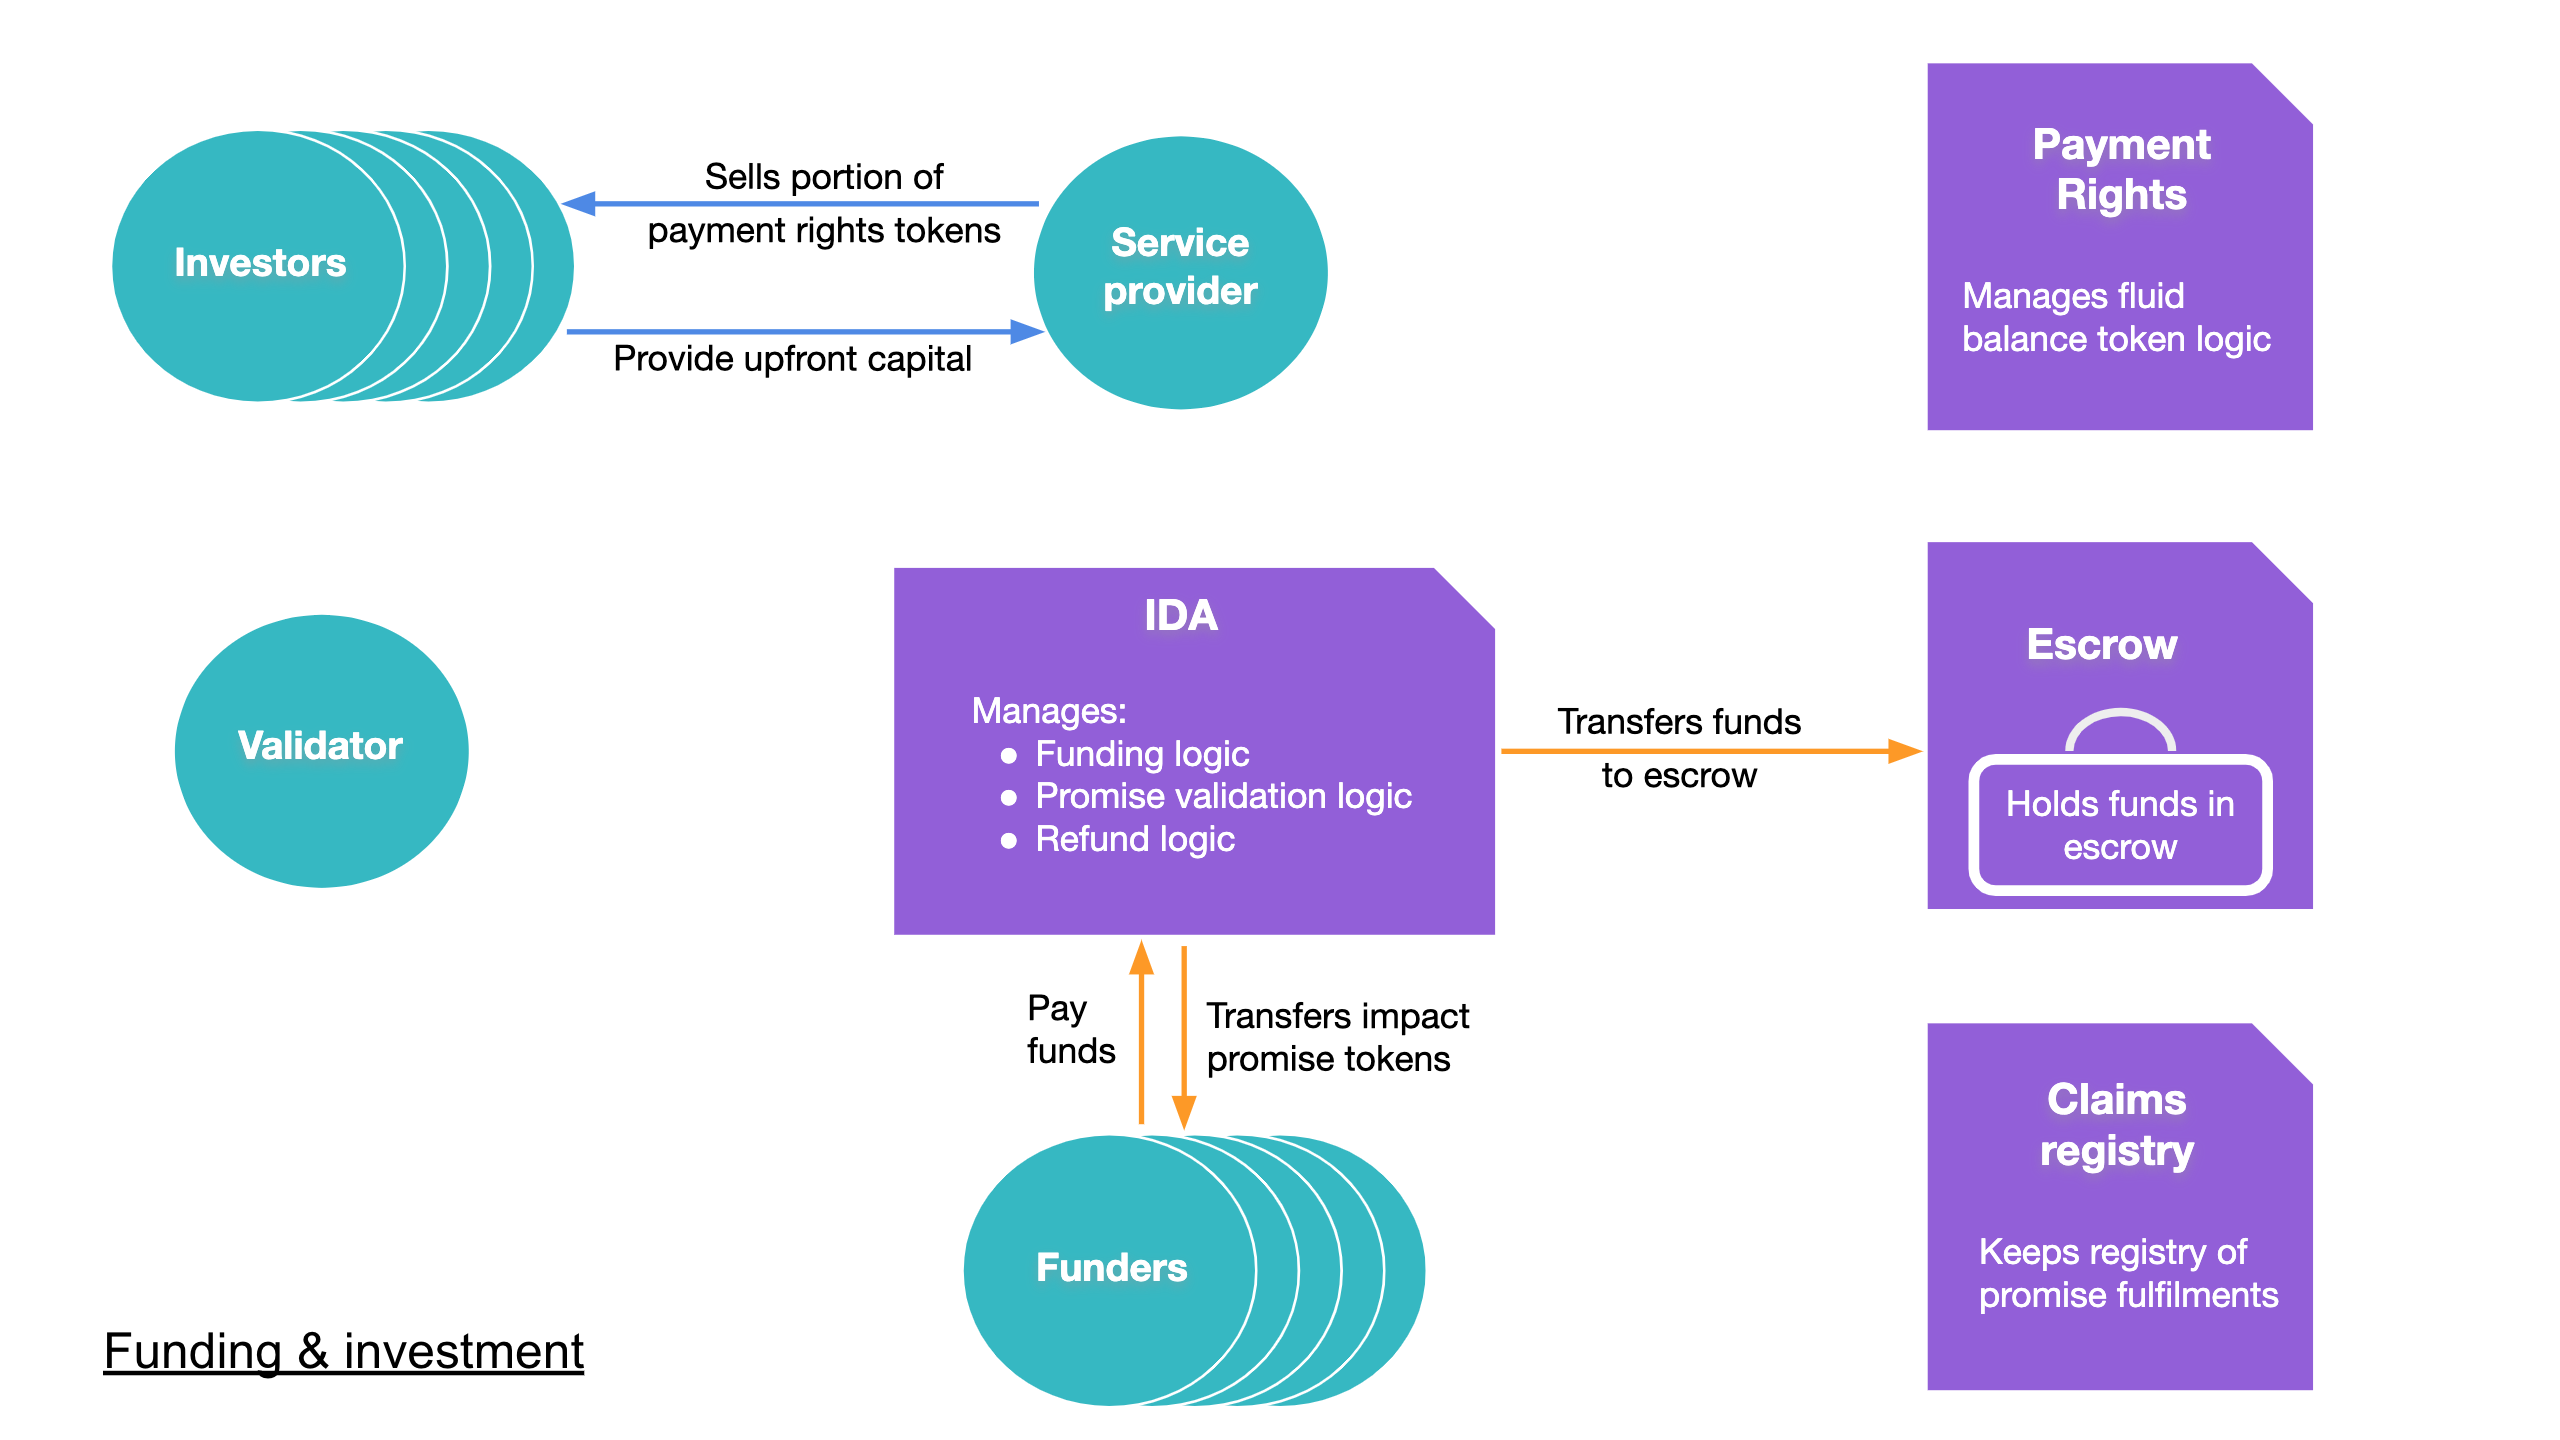 Investors
Sells portion of
payment rights tokens
Provide upfront capital
Service
provider
Payment
Rights
Manages fluid
balance token logic
Validator
IDA
Manages:
● Funding logic
● Promise validation logic
● Refund logic
Transfers funds
to escrow
Escrow
Holds funds in
escrow
Pay
funds
Transfers impact
promise tokens
Funders
Claims
registry
Keeps registry of
promise fulfilments
Funding & investment